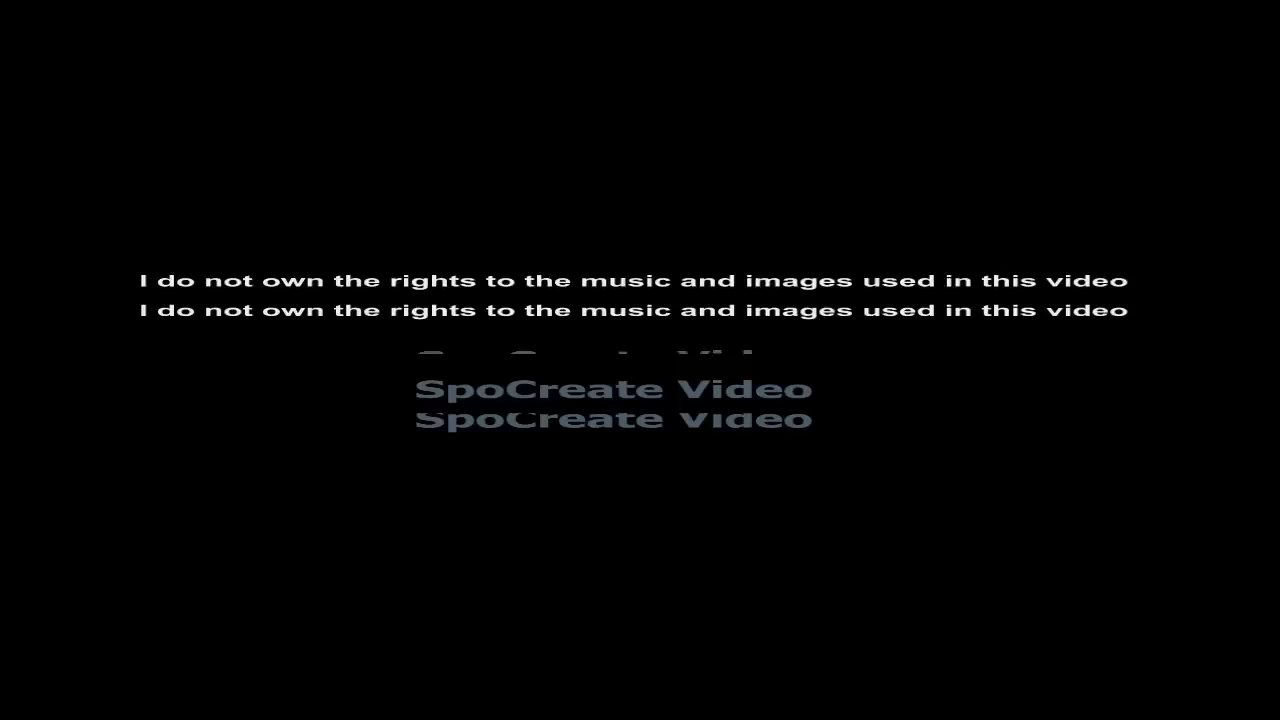 I do not own the rights to the music and images used in this video
I do not own the rights to the music and images used in this video
SpoCreate Video
SpoCreate Video